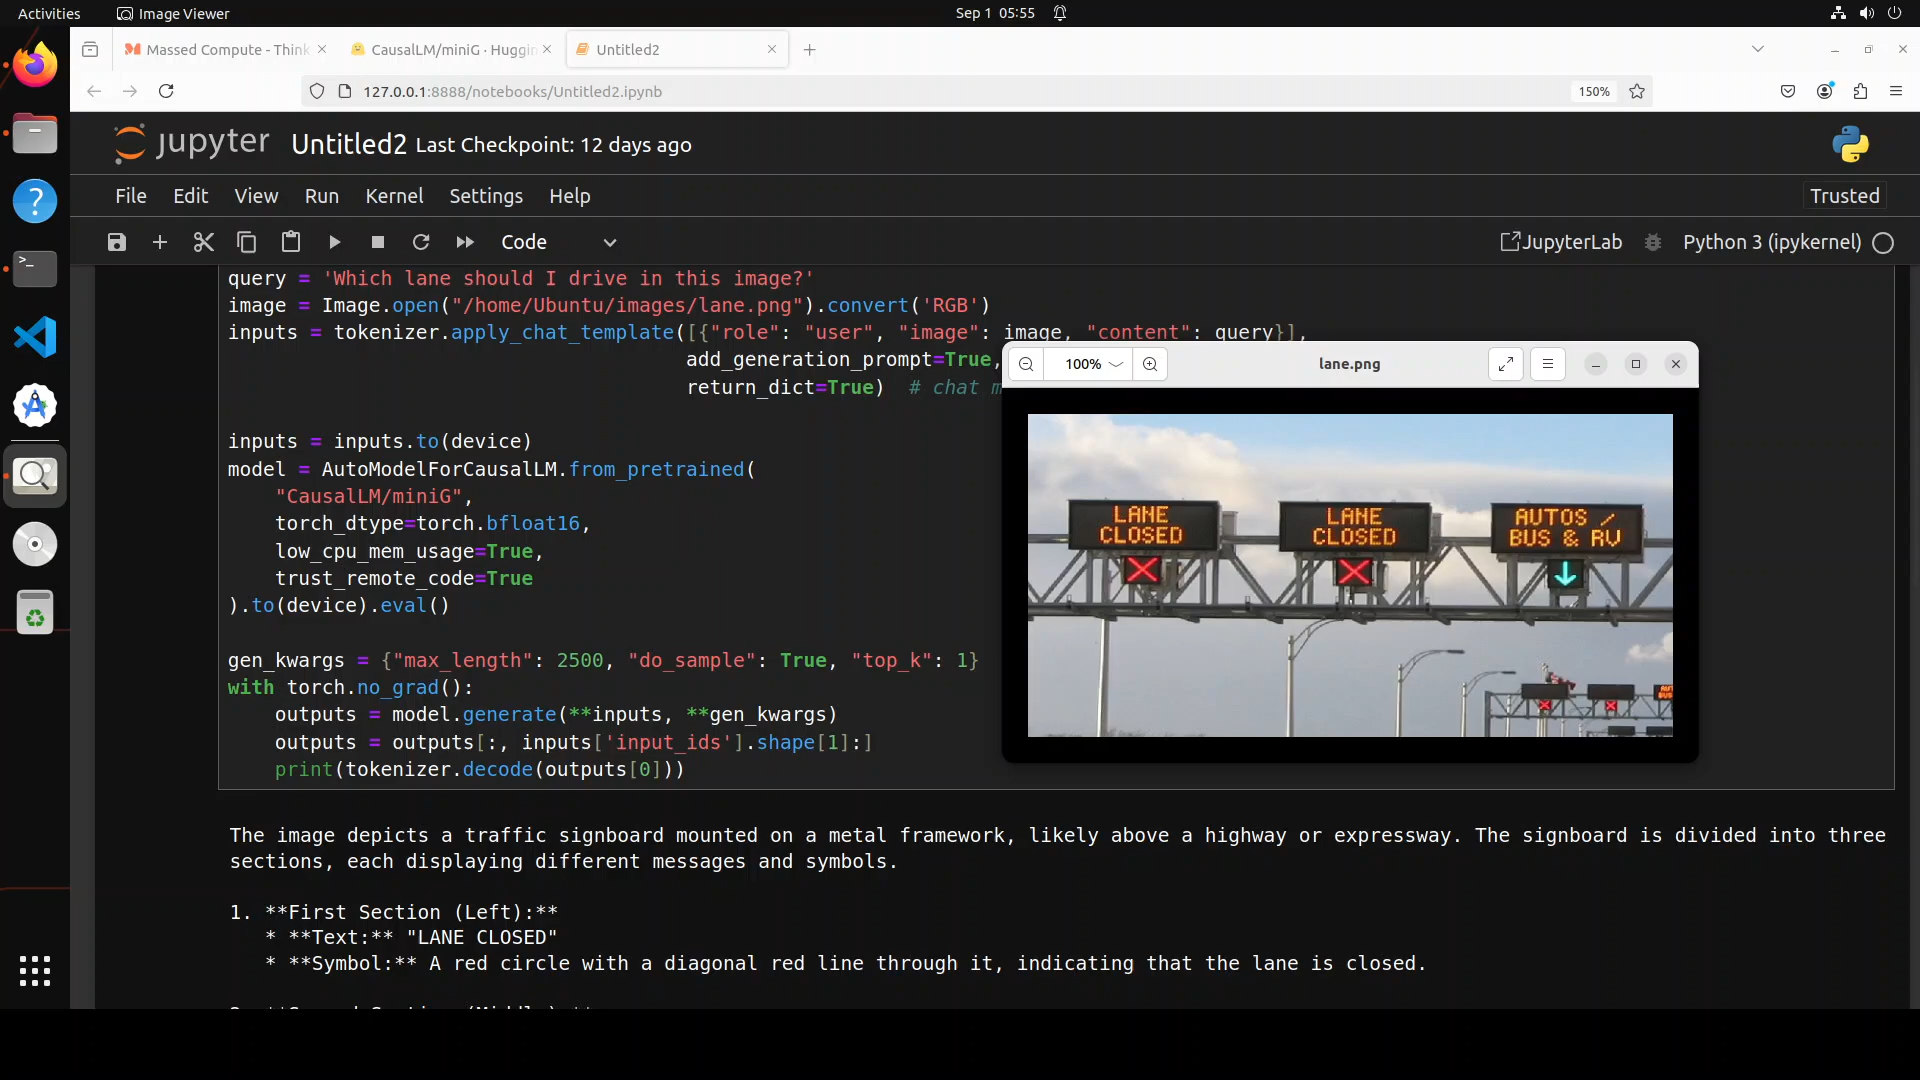 Activities
Image Viewer
Sep 1 05:55
Massed Compute - Think
CausalLM/miniG · Huggin
Untitled2
127.0.0.1:8888/notebooks/Untitled2.ipynb
150%
jupyter Untitled2 Last Checkpoint: 12 days ago
File Edit View Run Kernel Settings Help
Trusted
Code
JupyterLab
Python 3 (ipykernel)
query = 'Which lane should I drive in this image?'
image = Image.open("/home/Ubuntu/images/lane.png").convert('RGB')
inputs = tokenizer.apply_chat_template([{"role": "user", "image": image, "content": query}],
add_generation_prompt=True,
return_dict=True)  # chat m
inputs = inputs.to(device)
model = AutoModelForCausalLM.from_pretrained(
"CausalLM/miniG",
torch_dtype=torch.bfloat16,
low_cpu_mem_usage=True,
trust_remote_code=True
).to(device).eval()
gen_kwargs = {"max_length": 2500, "do_sample": True, "top_k": 1}
with torch.no_grad():
outputs = model.generate(**inputs, **gen_kwargs)
outputs = outputs[:, inputs['input_ids'].shape[1]:]
print(tokenizer.decode(outputs[0]))
100%
lane.png
LANE
CLOSED
LANE
CLOSED
AUTOS /
BUS & RV
The image depicts a traffic signboard mounted on a metal framework, likely above a highway or expressway. The signboard is divided into three
sections, each displaying different messages and symbols.
1. **First Section (Left):**
* **Text:** "LANE CLOSED"
* **Symbol:** A red circle with a diagonal red line through it, indicating that the lane is closed.